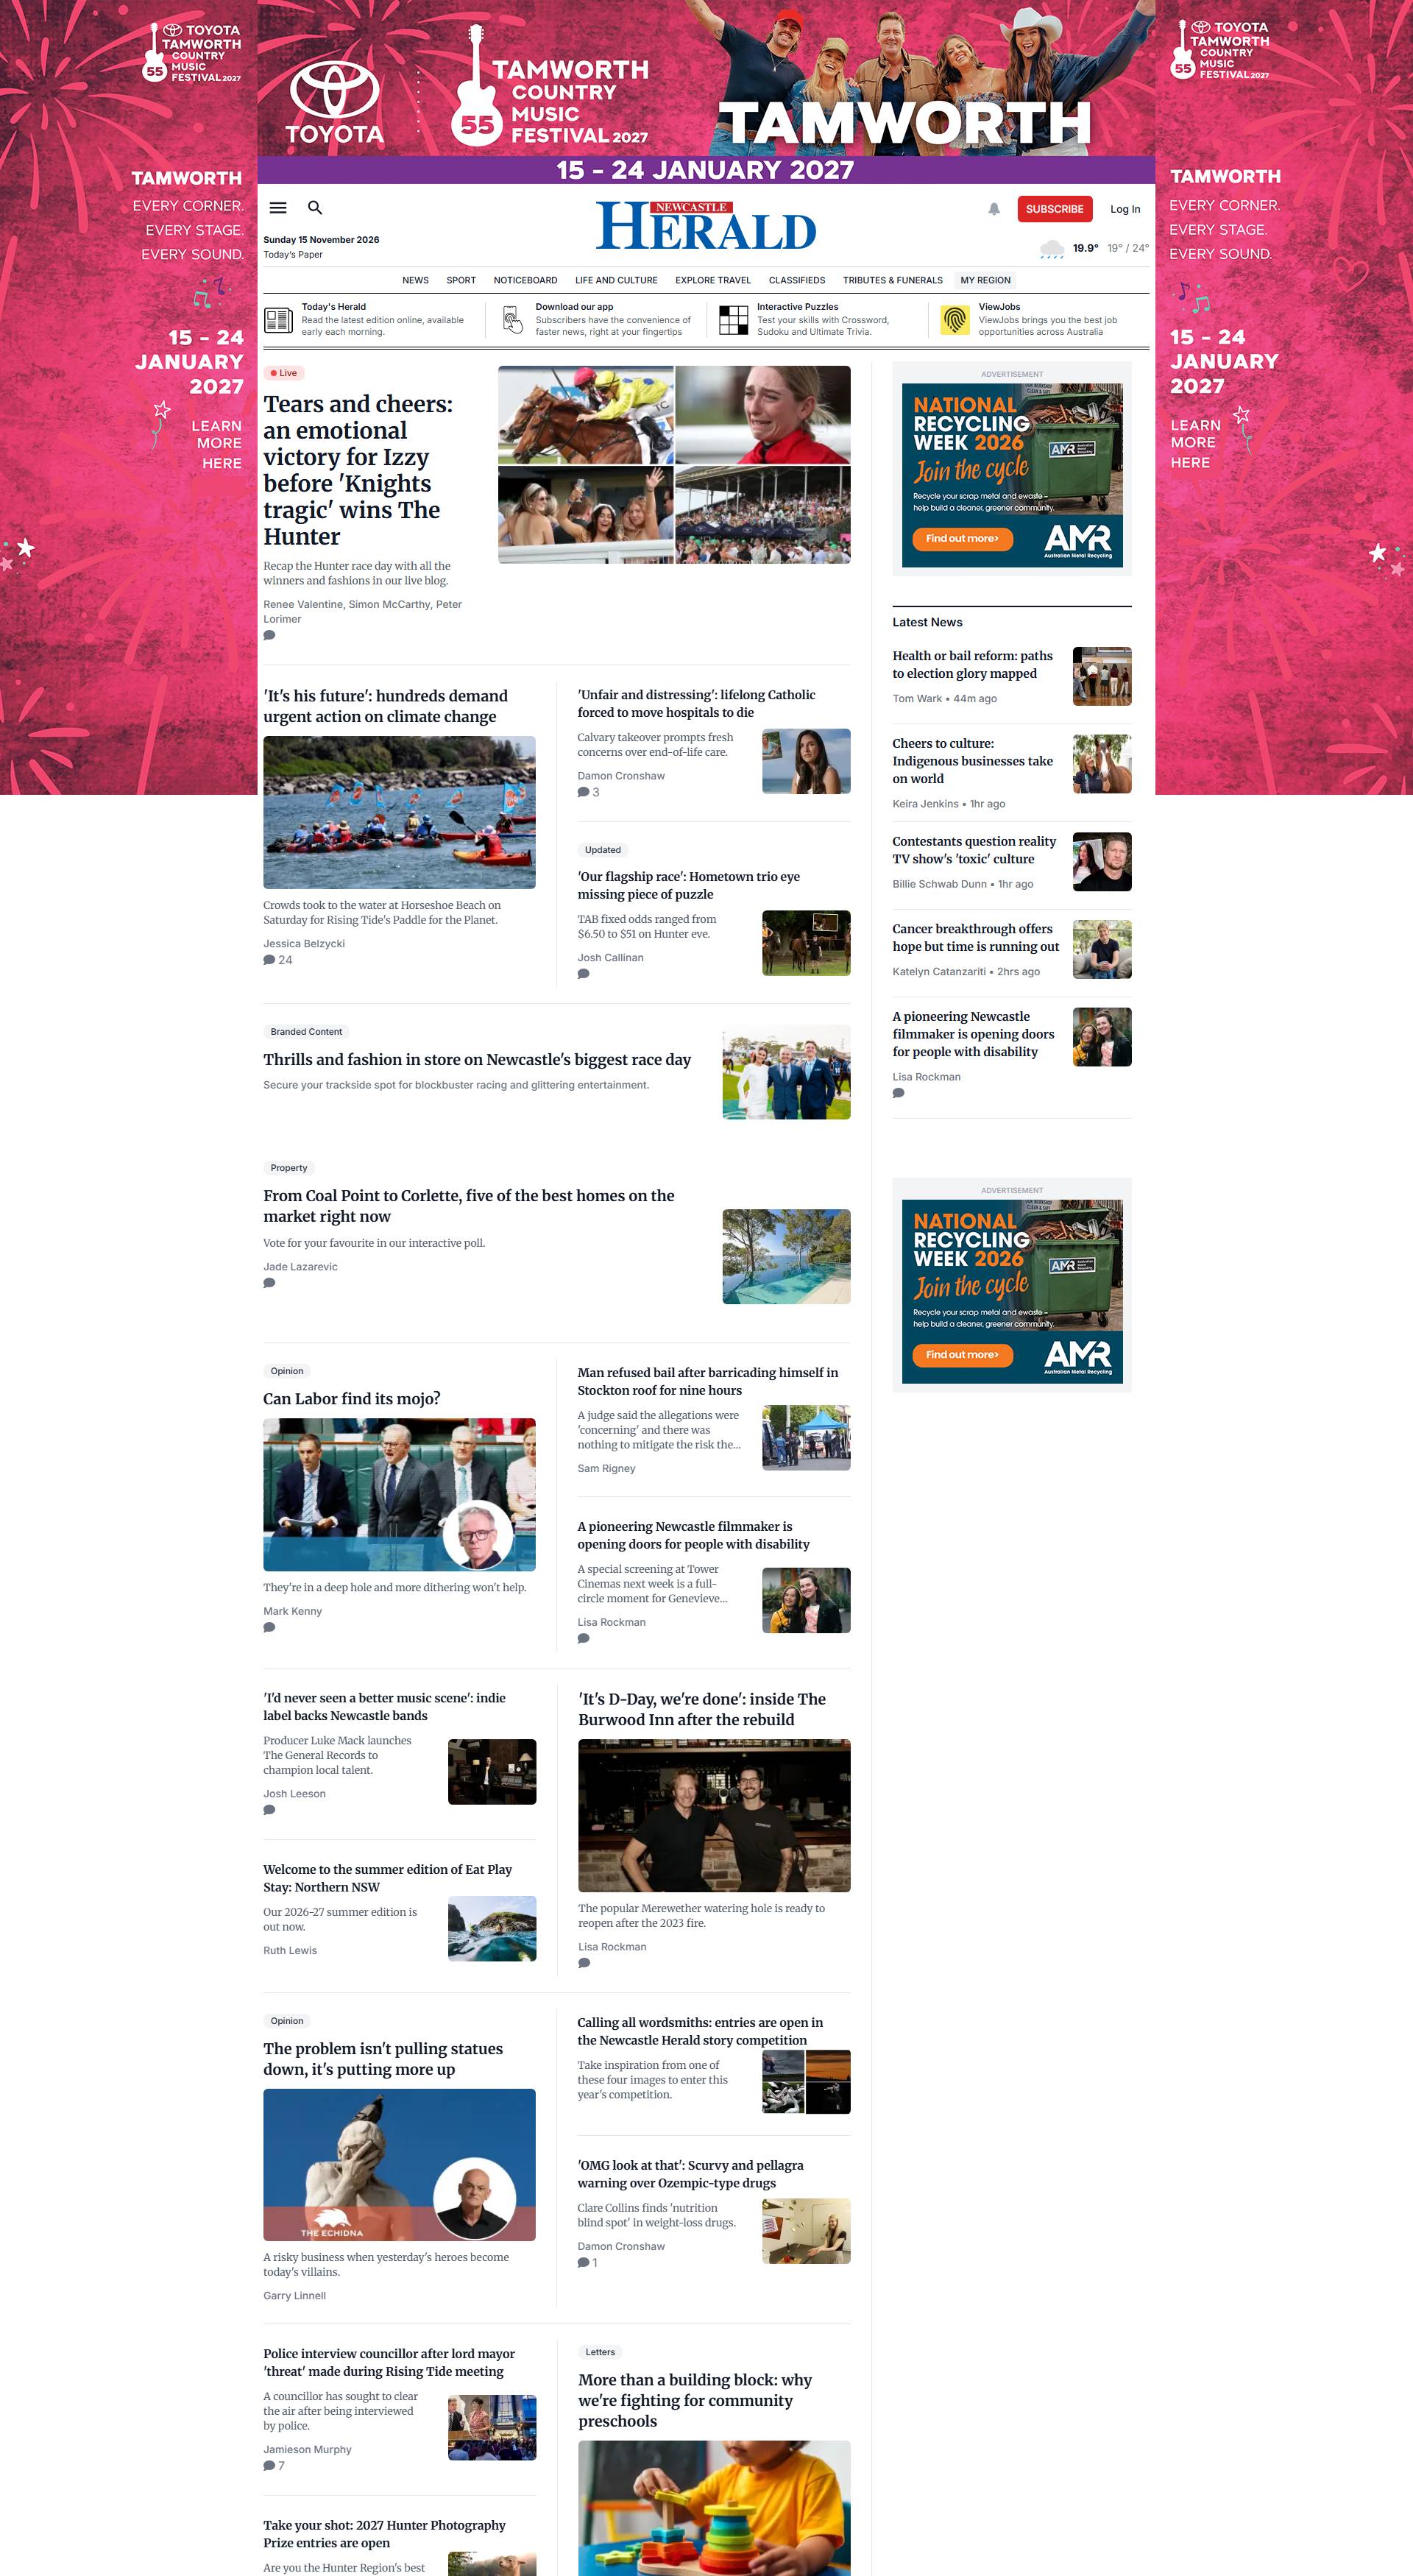 TOYOTA
TAMWORTH
COUNTRY
MUSIC
FESTIVAL 2027
55
TAMWORTH
EVERY CORNER.
EVERY STAGE.
EVERY SOUND.
15 - 24
JANUARY
2027
LEARN
MORE
HERE
TOYOTA
55
TAMWORTH
COUNTRY
MUSIC
FESTIVAL 2027
TAMWORTH
15 - 24 JANUARY 2027
TOYOTA
TAMWORTH
COUNTRY
MUSIC
FESTIVAL 2027
55
TAMWORTH
EVERY CORNER.
EVERY STAGE.
EVERY SOUND.
15 - 24
JANUARY
2027
LEARN
MORE
HERE
NEWCASTLE
HERALD
SUBSCRIBE
Log In
Sunday 15 November 2026
Today's Paper
19.9° 19° / 24°
NEWS SPORT NOTICEBOARD LIFE AND CULTURE EXPLORE TRAVEL CLASSIFIEDS TRIBUTES & FUNERALS MY REGION
Today's Herald
Read the latest edition online, available
early each morning.
Download our app
Subscribers have the convenience of
faster news, right at your fingertips
Interactive Puzzles
Test your skills with Crossword,
Sudoku and Ultimate Trivia.
ViewJobs
ViewJobs brings you the best job
opportunities across Australia
Live
Tears and cheers:
an emotional
victory for Izzy
before 'Knights
tragic' wins The
Hunter
Recap the Hunter race day with all the
winners and fashions in our live blog.
Renee Valentine, Simon McCarthy, Peter
Lorimer
'It's his future': hundreds demand
urgent action on climate change
Crowds took to the water at Horseshoe Beach on
Saturday for Rising Tide's Paddle for the Planet.
Jessica Belzycki
24
'Unfair and distressing': lifelong Catholic
forced to move hospitals to die
Calvary takeover prompts fresh
concerns over end-of-life care.
Damon Cronshaw
3
Updated
'Our flagship race': Hometown trio eye
missing piece of puzzle
TAB fixed odds ranged from
$6.50 to $51 on Hunter eve.
Josh Callinan
Branded Content
Thrills and fashion in store on Newcastle's biggest race day
Secure your trackside spot for blockbuster racing and glittering entertainment.
Property
From Coal Point to Corlette, five of the best homes on the
market right now
Vote for your favourite in our interactive poll.
Jade Lazarevic
Opinion
Can Labor find its mojo?
They're in a deep hole and more dithering won't help.
Mark Kenny
Man refused bail after barricading himself in
Stockton roof for nine hours
A judge said the allegations were
'concerning' and there was
nothing to mitigate the risk the...
Sam Rigney
A pioneering Newcastle filmmaker is
opening doors for people with disability
A special screening at Tower
Cinemas next week is a full-
circle moment for Genevieve...
Lisa Rockman
'I'd never seen a better music scene': indie
label backs Newcastle bands
Producer Luke Mack launches
The General Records to
champion local talent.
Josh Leeson
Welcome to the summer edition of Eat Play
Stay: Northern NSW
Our 2026-27 summer edition is
out now.
Ruth Lewis
'It's D-Day, we're done': inside The
Burwood Inn after the rebuild
The popular Merewether watering hole is ready to
reopen after the 2023 fire.
Lisa Rockman
Opinion
The problem isn't pulling statues
down, it's putting more up
THE ECHIDNA
A risky business when yesterday's heroes become
today's villains.
Garry Linnell
Calling all wordsmiths: entries are open in
the Newcastle Herald story competition
Take inspiration from one of
these four images to enter this
year's competition.
'OMG look at that': Scurvy and pellagra
warning over Ozempic-type drugs
Clare Collins finds 'nutrition
blind spot' in weight-loss drugs.
Damon Cronshaw
1
Police interview councillor after lord mayor
'threat' made during Rising Tide meeting
A councillor has sought to clear
the air after being interviewed
by police.
Jamieson Murphy
7
Take your shot: 2027 Hunter Photography
Prize entries are open
Are you the Hunter Region's best
Letters
More than a building block: why
we're fighting for community
preschools
ADVERTISEMENT
NATIONAL
RECYCLING
WEEK 2026
Join the cycle
AMR
Recycle your scrap metal and ewaste –
help build a cleaner, greener community.
Find out more>
AMR
Australian Metal Recycling
Latest News
Health or bail reform: paths
to election glory mapped
Tom Wark • 44m ago
Cheers to culture:
Indigenous businesses take
on world
Keira Jenkins • 1hr ago
Contestants question reality
TV show's 'toxic' culture
Billie Schwab Dunn • 1hr ago
Cancer breakthrough offers
hope but time is running out
Katelyn Catanzariti • 2hrs ago
A pioneering Newcastle
filmmaker is opening doors
for people with disability
Lisa Rockman
ADVERTISEMENT
NATIONAL
RECYCLING
WEEK 2026
Join the cycle
AMR
Recycle your scrap metal and ewaste –
help build a cleaner, greener community.
Find out more>
AMR
Australian Metal Recycling